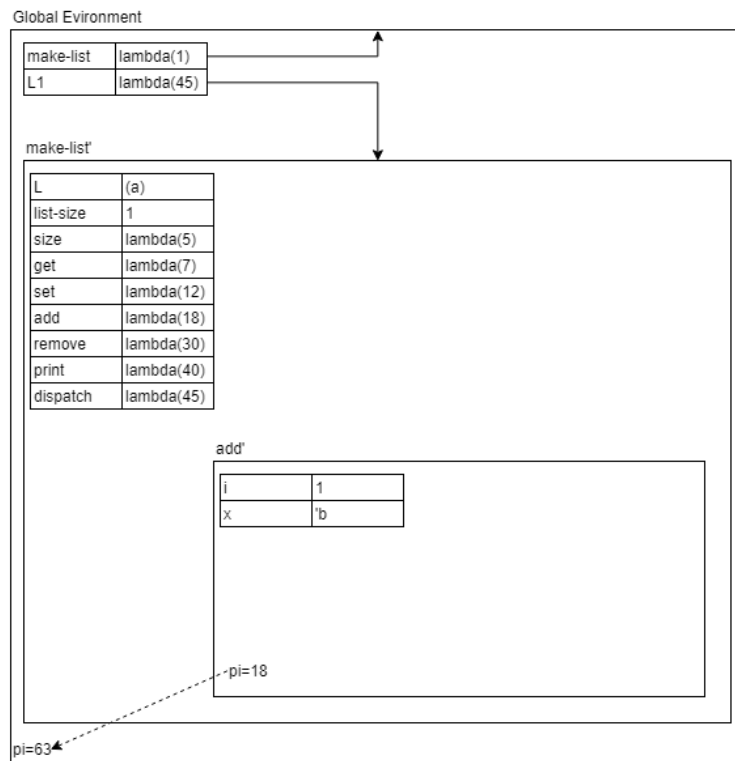 Global Evironment
make-list lambda(1)
L1 lambda(45)
make-list'
L (a)
list-size 1
size lambda(5)
get lambda(7)
set lambda(12)
add lambda(18)
remove lambda(30)
print lambda(40)
dispatch lambda(45)
add'
i 1
x 'b
pi=18
pi=63